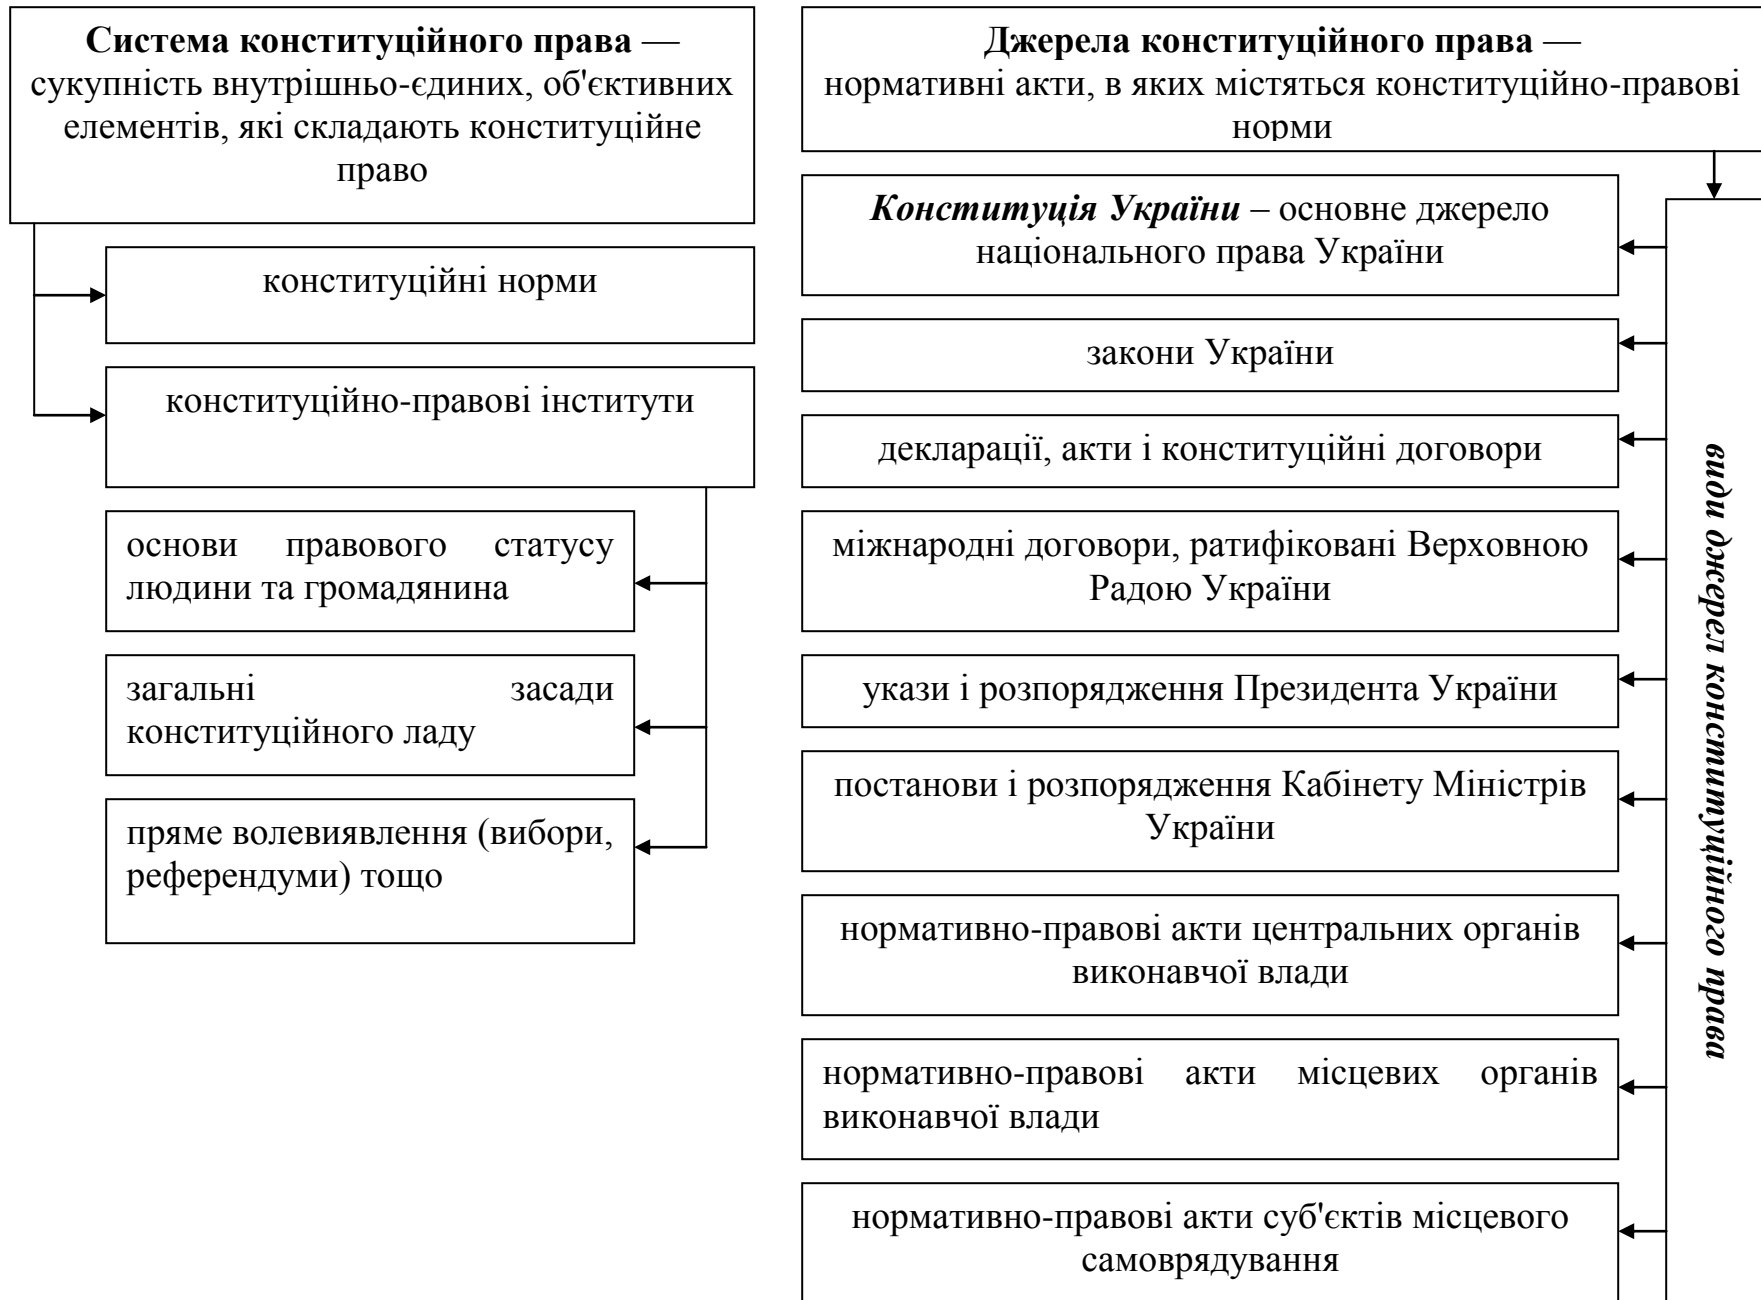 Система конституційного права —
сукупність внутрішньо-єдиних, об'єктивних
елементів, які складають конституційне
право
конституційні норми
конституційно-правові інститути
основи правового статусу
людини та громадянина
загальні засади
конституційного ладу
пряме волевиявлення (вибори,
референдуми) тощо
Джерела конституційного права —
нормативні акти, в яких містяться конституційно-правові
норми
Конституція України – основне джерело
національного права України
закони України
декларації, акти і конституційні договори
міжнародні договори, ратифіковані Верховною
Радою України
укази і розпорядження Президента України
постанови і розпорядження Кабінету Міністрів
України
нормативно-правові акти центральних органів
виконавчої влади
нормативно-правові акти місцевих органів
виконавчої влади
нормативно-правові акти суб'єктів місцевого
самоврядування
види джерел конституційного права